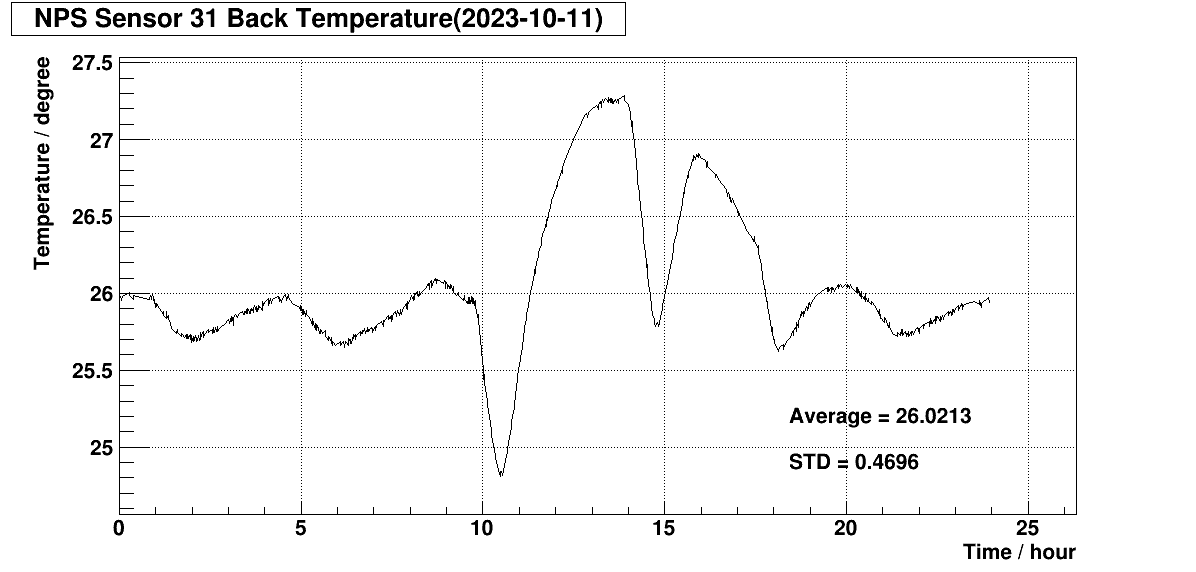 NPS Sensor 31 Back Temperature(2023-10-11)
Temperature / degree
27.5
27
26.5
26
25.5
25
Average = 26.0213
STD = 0.4696
0 5 10 15 20 25
Time / hour